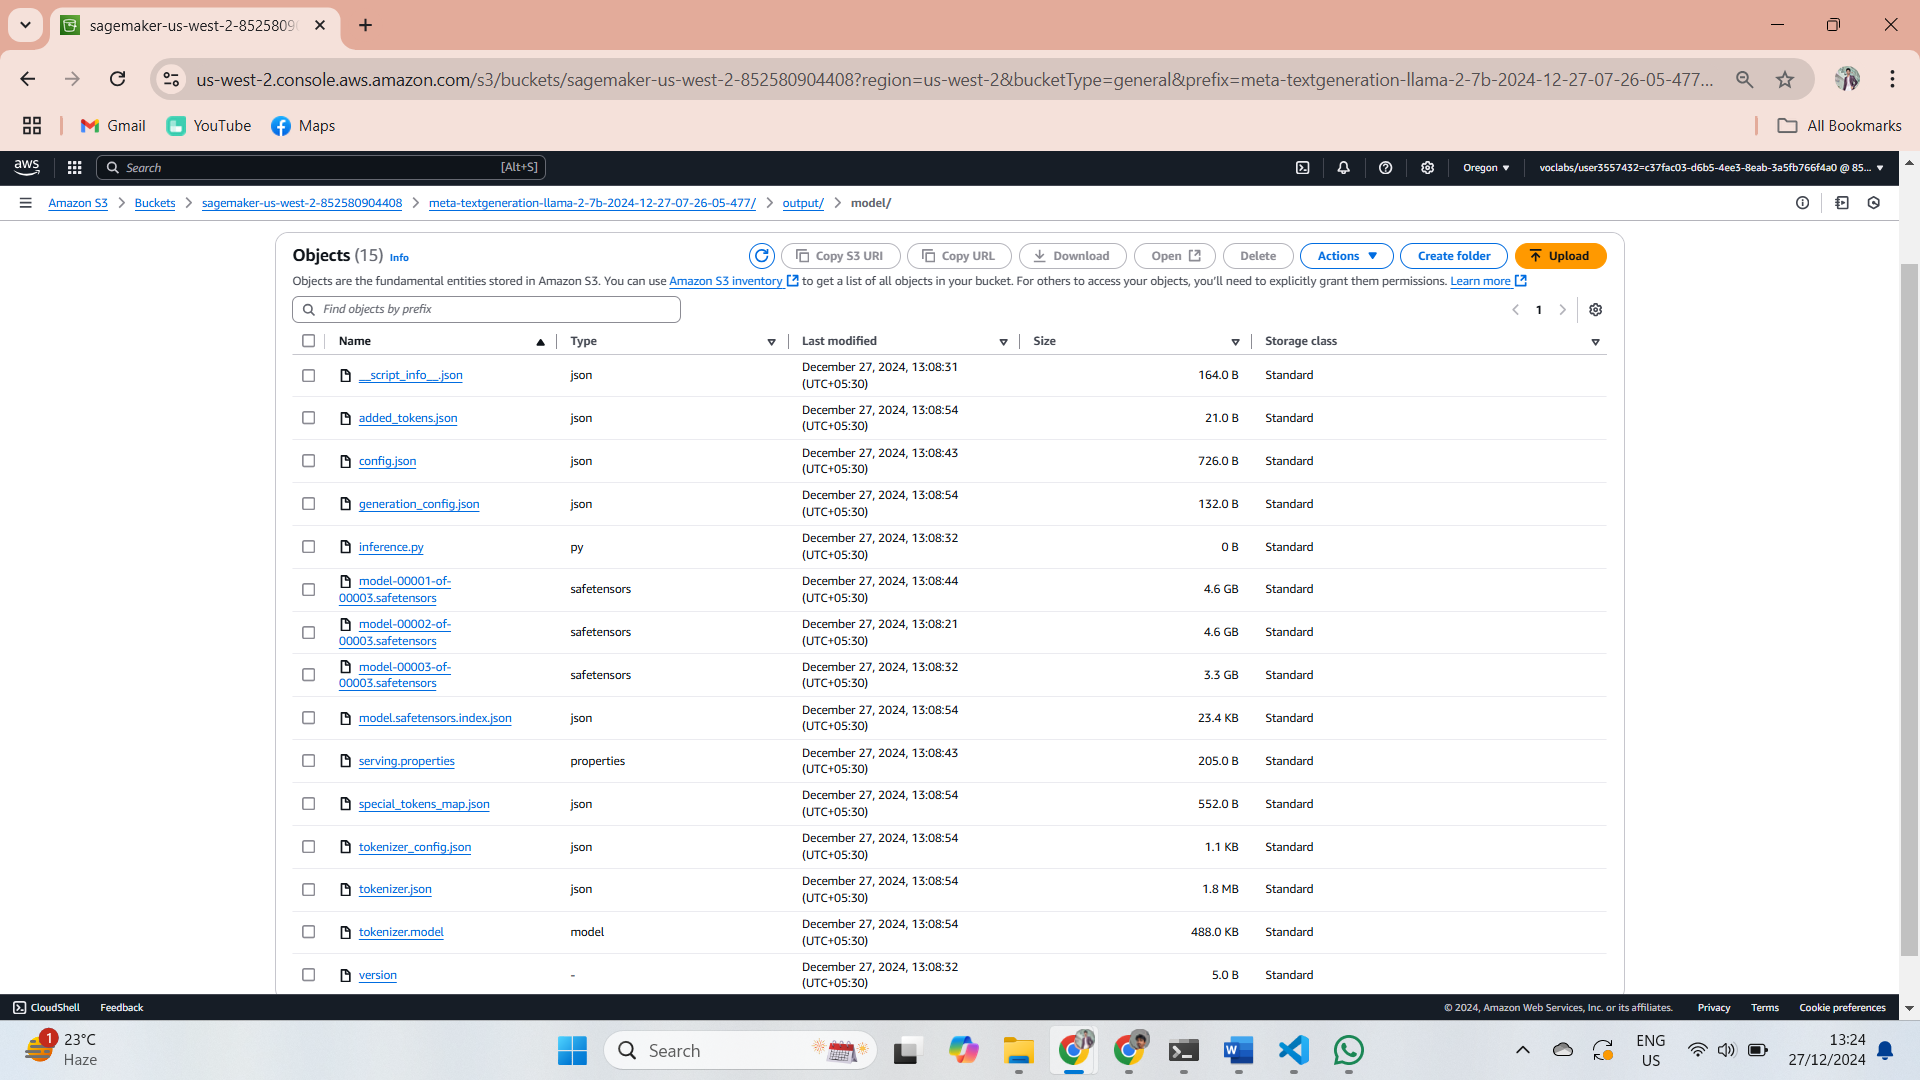 sagemaker-us-west-2-8525809
us-west-2.console.aws.amazon.com/s3/buckets/sagemaker-us-west-2-852580904408?region=us-west-2&bucketType=general&prefix=meta-textgeneration-llama-2-7b-2024-12-27-07-26-05-477...
Gmail YouTube Maps All Bookmarks
aws Search [Alt+S] Oregon voclabs/user3557432=c37fac03-d6b5-4ee3-8eab-3a5fb766f4a0 @ 85...
Amazon S3 Buckets sagemaker-us-west-2-852580904408 meta-textgeneration-llama-2-7b-2024-12-27-07-26-05-477/ output/ model/
Objects (15) Info Copy S3 URI Copy URL Download Open Delete Actions Create folder Upload
Objects are the fundamental entities stored in Amazon S3. You can use Amazon S3 inventory to get a list of all objects in your bucket. For others to access your objects, you'll need to explicitly grant them permissions. Learn more
Find objects by prefix 1
Name Type Last modified Size Storage class
__script_info__.json json December 27, 2024, 13:08:31 (UTC+05:30) 164.0 B Standard
added_tokens.json json December 27, 2024, 13:08:54 (UTC+05:30) 21.0 B Standard
config.json json December 27, 2024, 13:08:43 (UTC+05:30) 726.0 B Standard
generation_config.json json December 27, 2024, 13:08:54 (UTC+05:30) 132.0 B Standard
inference.py py December 27, 2024, 13:08:32 (UTC+05:30) 0 B Standard
model-00001-of-00003.safetensors safetensors December 27, 2024, 13:08:44 (UTC+05:30) 4.6 GB Standard
model-00002-of-00003.safetensors safetensors December 27, 2024, 13:08:21 (UTC+05:30) 4.6 GB Standard
model-00003-of-00003.safetensors safetensors December 27, 2024, 13:08:32 (UTC+05:30) 3.3 GB Standard
model.safetensors.index.json json December 27, 2024, 13:08:54 (UTC+05:30) 23.4 KB Standard
serving.properties properties December 27, 2024, 13:08:43 (UTC+05:30) 205.0 B Standard
special_tokens_map.json json December 27, 2024, 13:08:54 (UTC+05:30) 552.0 B Standard
tokenizer_config.json json December 27, 2024, 13:08:54 (UTC+05:30) 1.1 KB Standard
tokenizer.json json December 27, 2024, 13:08:54 (UTC+05:30) 1.8 MB Standard
tokenizer.model model December 27, 2024, 13:08:54 (UTC+05:30) 488.0 KB Standard
version - December 27, 2024, 13:08:32 (UTC+05:30) 5.0 B Standard
CloudShell Feedback © 2024, Amazon Web Services, Inc. or its affiliates. Privacy Terms Cookie preferences
1 23°C Search ENG 13:24
Haze US 27/12/2024